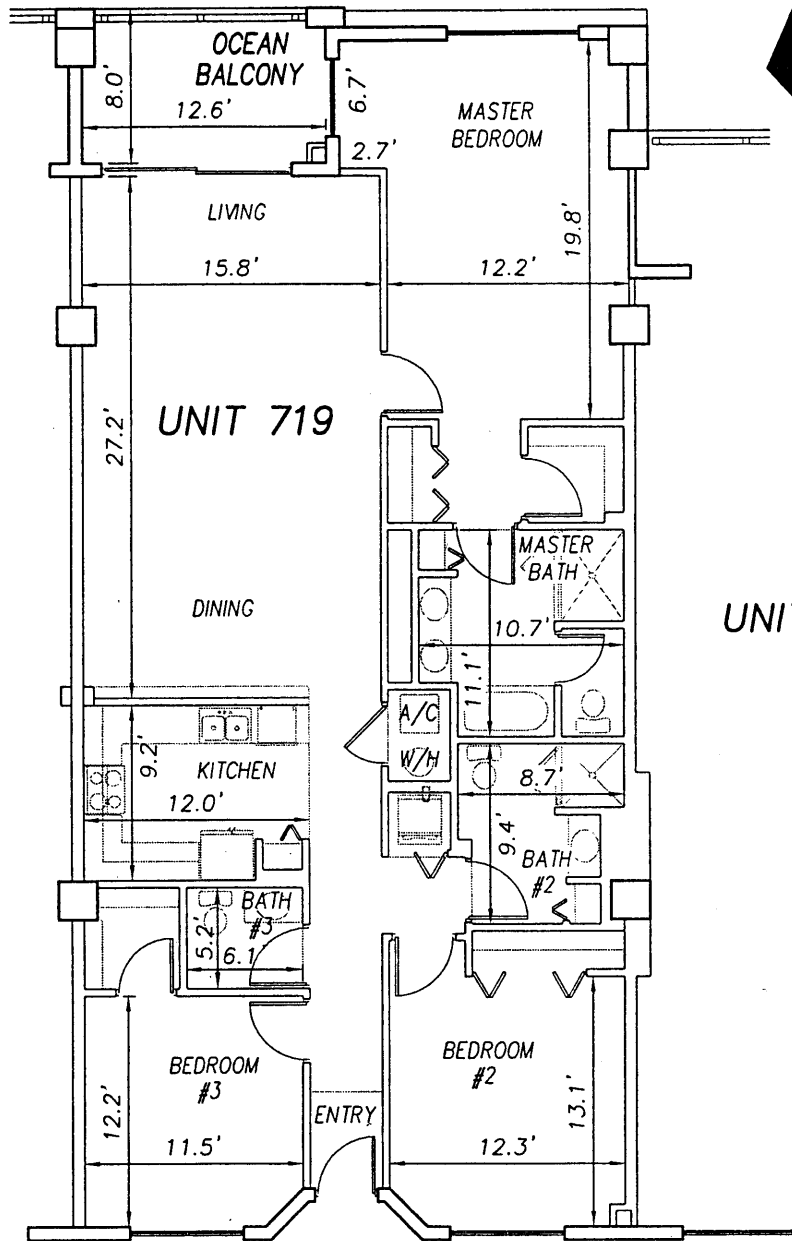 OCEAN
BALCONY
8.0'
12.6'
6.7'
2.7'
MASTER
BEDROOM
19.8'
12.2'
LIVING
15.8'
27.2'
UNIT 719
DINING
MASTER
BATH
10.7'
11.1'
UNI
A/C
W/H
9.2'
KITCHEN
12.0'
8.7'
9.4'
BATH
#2
BATH
#3
5.2'
6.1'
BEDROOM
#3
12.2'
11.5'
ENTRY
BEDROOM
#2
13.1'
12.3'